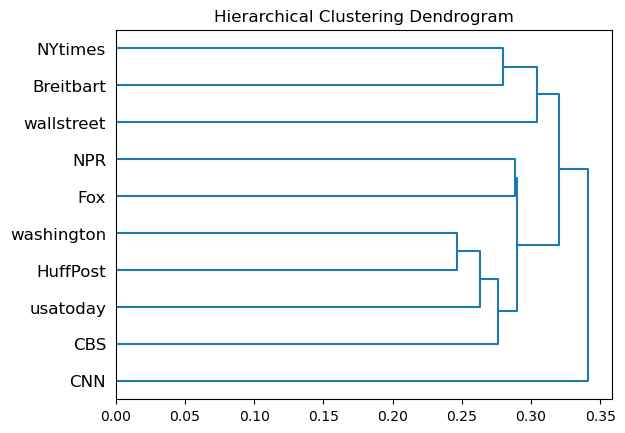 Hierarchical Clustering Dendrogram
NYtimes
Breitbart
wallstreet
NPR
Fox
washington
HuffPost
usatoday
CBS
CNN
0.00 0.05 0.10 0.15 0.20 0.25 0.30 0.35